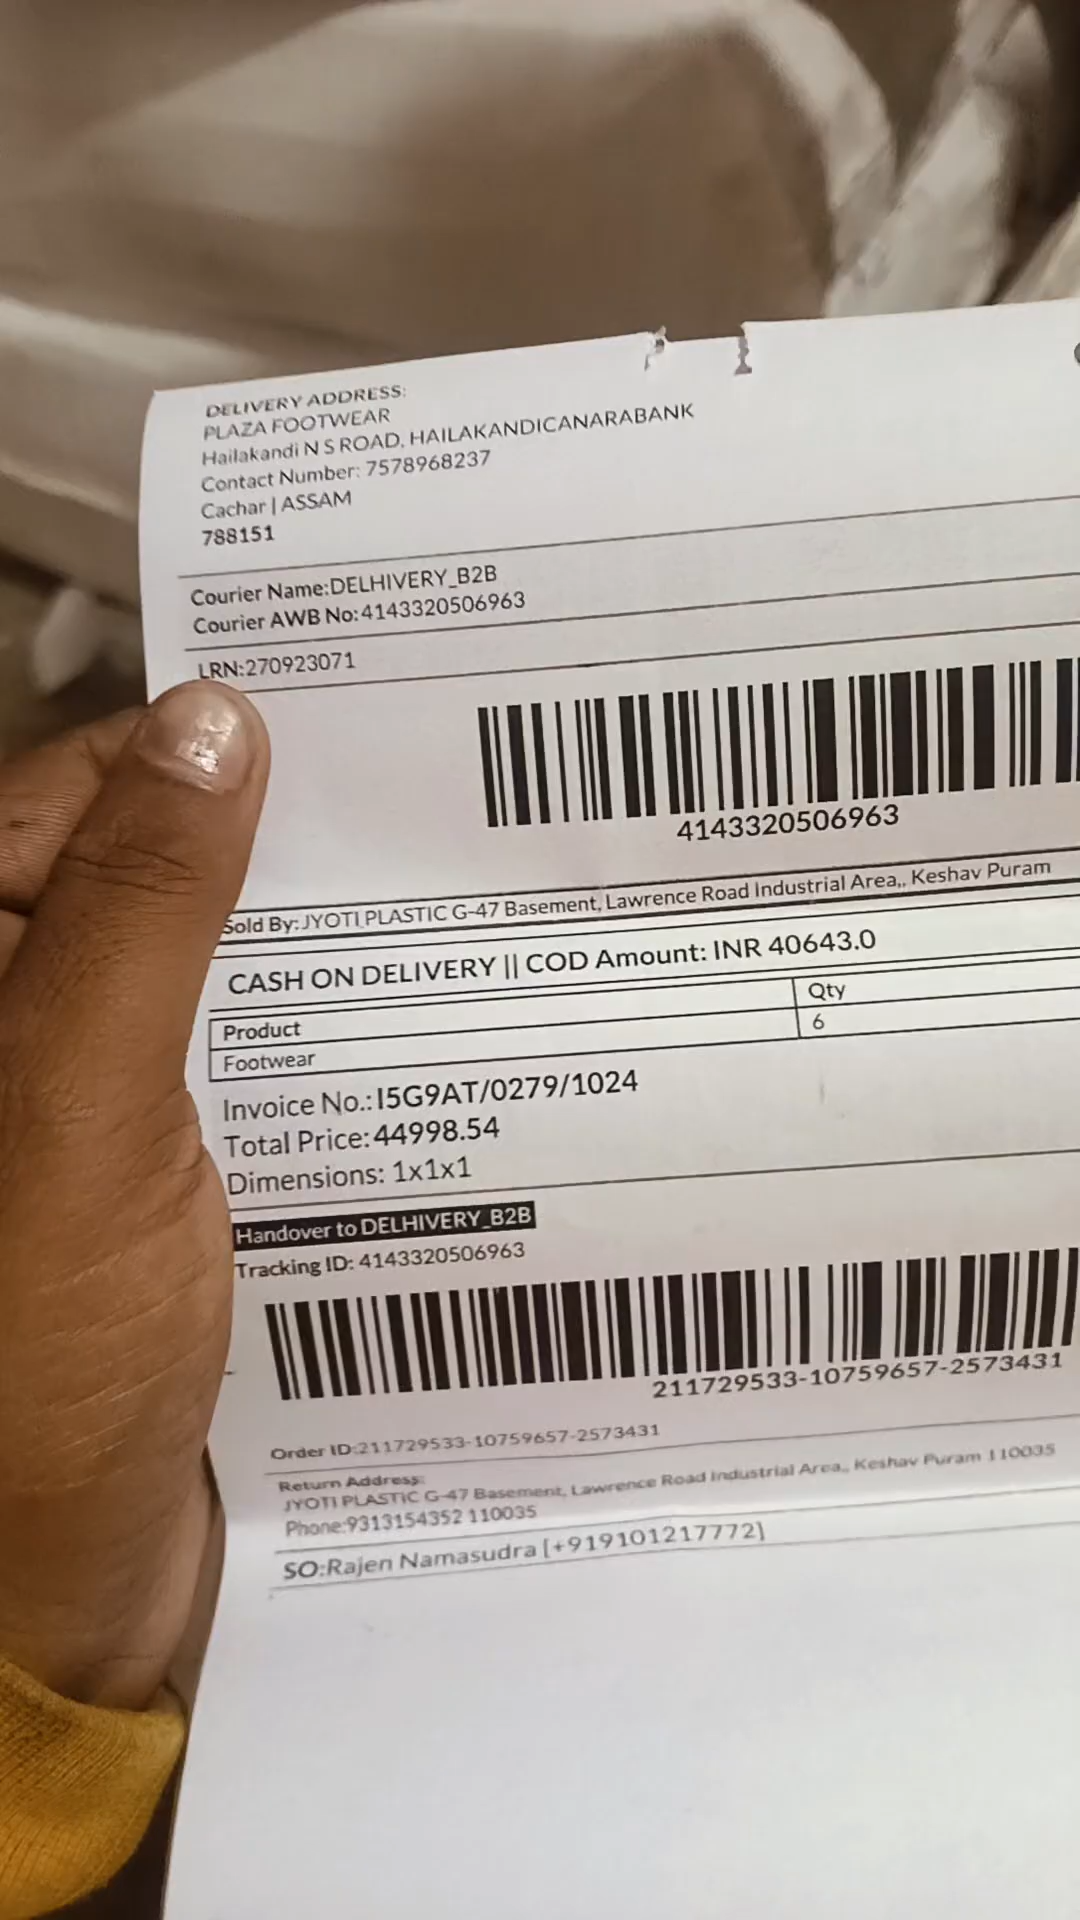 DELIVERY ADDRESS:
PLAZA FOOTWEAR
Hailakandi N S ROAD, HAILAKANDICANARABANK
Contact Number: 7578968237
Cachar | ASSAM
788151
Courier Name:DELHIVERY_B2B
Courier AWB No:4143320506963
LRN:270923071
4143320506963
Sold By:JYOTI PLASTIC G-47 Basement, Lawrence Road Industrial Area,, Keshav Puram
CASH ON DELIVERY || COD Amount: INR 40643.0
Product Qty
Footwear 6
Invoice No.:I5G9AT/0279/1024
Total Price:44998.54
Dimensions: 1x1x1
Handover to DELHIVERY_B2B
Tracking ID: 4143320506963
211729533-10759657-2573431
Order ID:211729533-10759657-2573431
Return Address:
JYOTI PLASTIC G-47 Basement, Lawrence Road Industrial Area,, Keshav Puram 110035
Phone:9313154352 110035
SO:Rajen Namasudra [+919101217772]